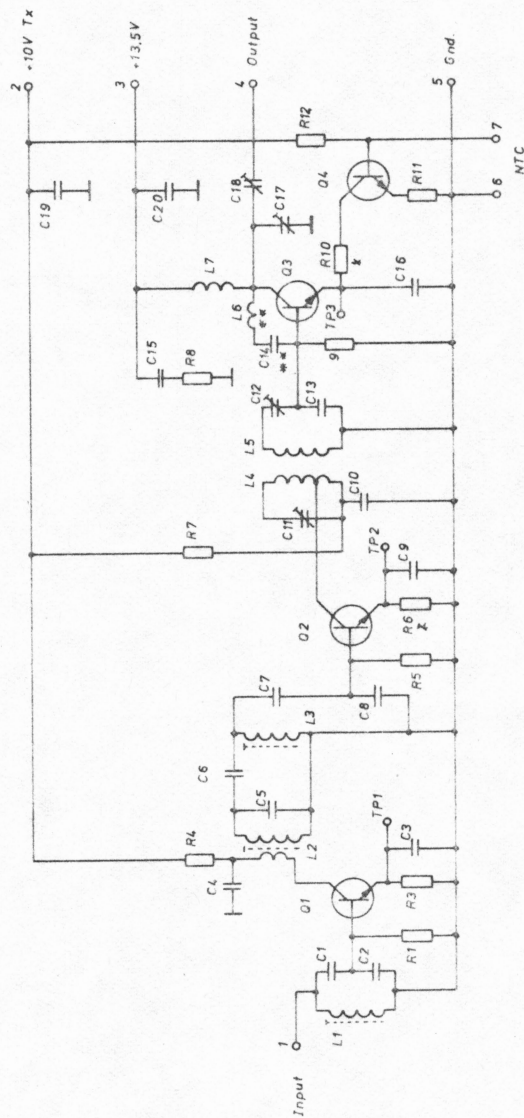 2
+10V Tx
3
+13,5V
4
Output
5
Gnd.
6
7
NTC
1
Input
C19
C20
C18
C17
R12
Q4
R11
R10
*
TP3
C16
Q3
L7
L6
**
C14
**
9
C15
R8
C12
C13
L5
L4
C11
C10
R7
TP2
C9
R6
*
R5
Q2
C7
C8
L3
C6
C5
L2
R4
C4
TP1
C3
R3
Q1
R1
C1
C2
L1